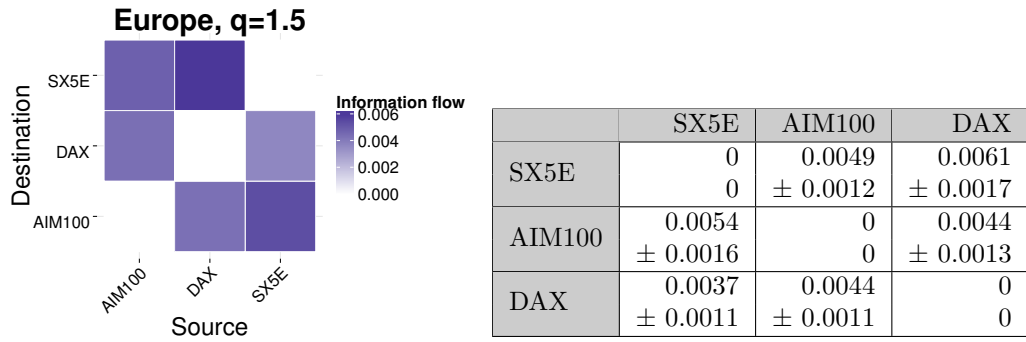 Europe, q=1.5
Destination
SX5E
DAX
AIM100
AIM100
DAX
SX5E
Source
Information flow
0.006
0.004
0.002
0.000
SX5E AIM100 DAX
SX5E 0 0.0049 0.0061
0 ± 0.0012 ± 0.0017
AIM100 0.0054 0 0.0044
± 0.0016 0 ± 0.0013
DAX 0.0037 0.0044 0
± 0.0011 ± 0.0011 0